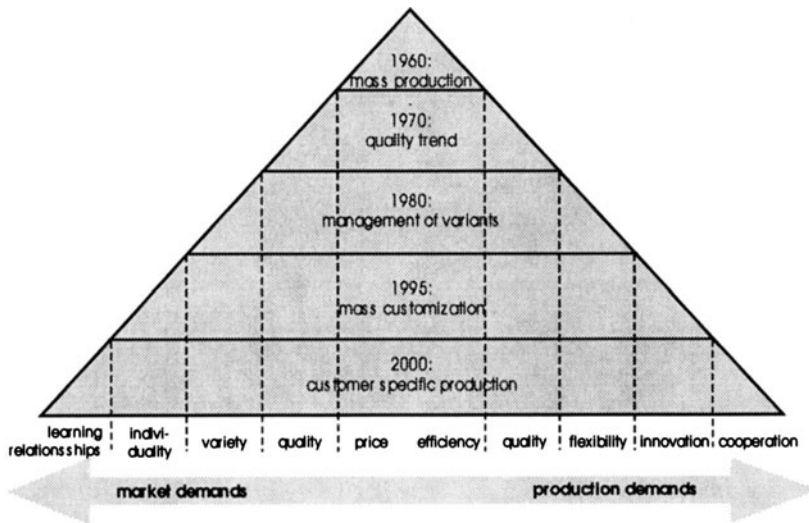 1960:
mass production
1970:
quality trend
1980:
management of variants
1995:
mass customization
2000:
customer specific production
learning indivi-
relationships duality variety quality price efficiency quality flexibility innovation cooperation
market demands production demands